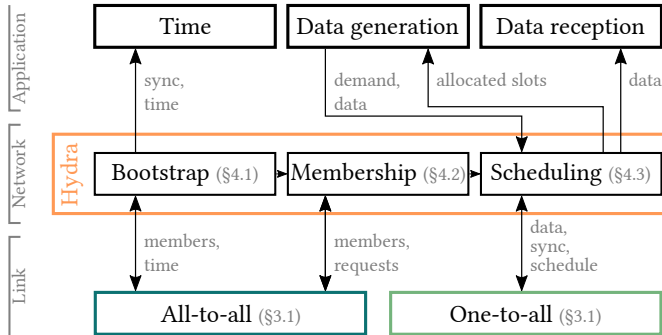 Application
Time
Data generation
Data reception
sync,
time
demand,
data
allocated slots
data
Network
Hydra
Bootstrap (§4.1)
Membership (§4.2)
Scheduling (§4.3)
Link
members,
time
members,
requests
data,
sync,
schedule
All-to-all (§3.1)
One-to-all (§3.1)